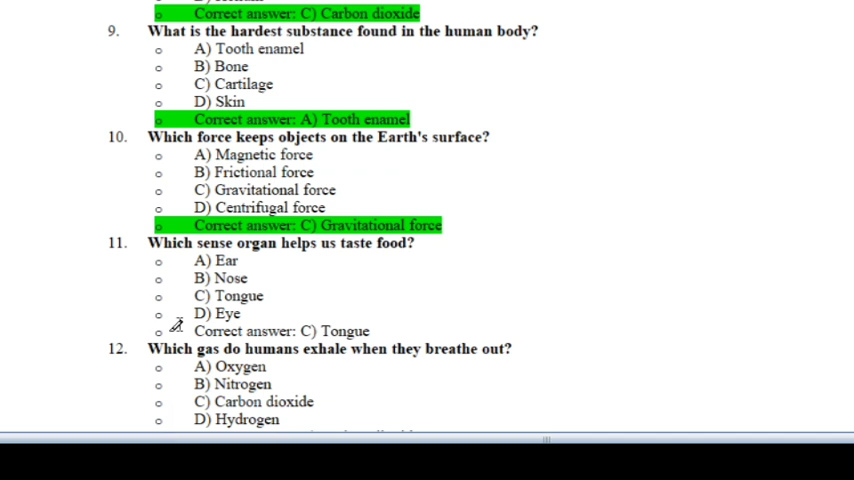 Correct answer: C) Carbon dioxide
9. What is the hardest substance found in the human body?
A) Tooth enamel
B) Bone
C) Cartilage
D) Skin
Correct answer: A) Tooth enamel
10. Which force keeps objects on the Earth's surface?
A) Magnetic force
B) Frictional force
C) Gravitational force
D) Centrifugal force
Correct answer: C) Gravitational force
11. Which sense organ helps us taste food?
A) Ear
B) Nose
C) Tongue
D) Eye
Correct answer: C) Tongue
12. Which gas do humans exhale when they breathe out?
A) Oxygen
B) Nitrogen
C) Carbon dioxide
D) Hydrogen